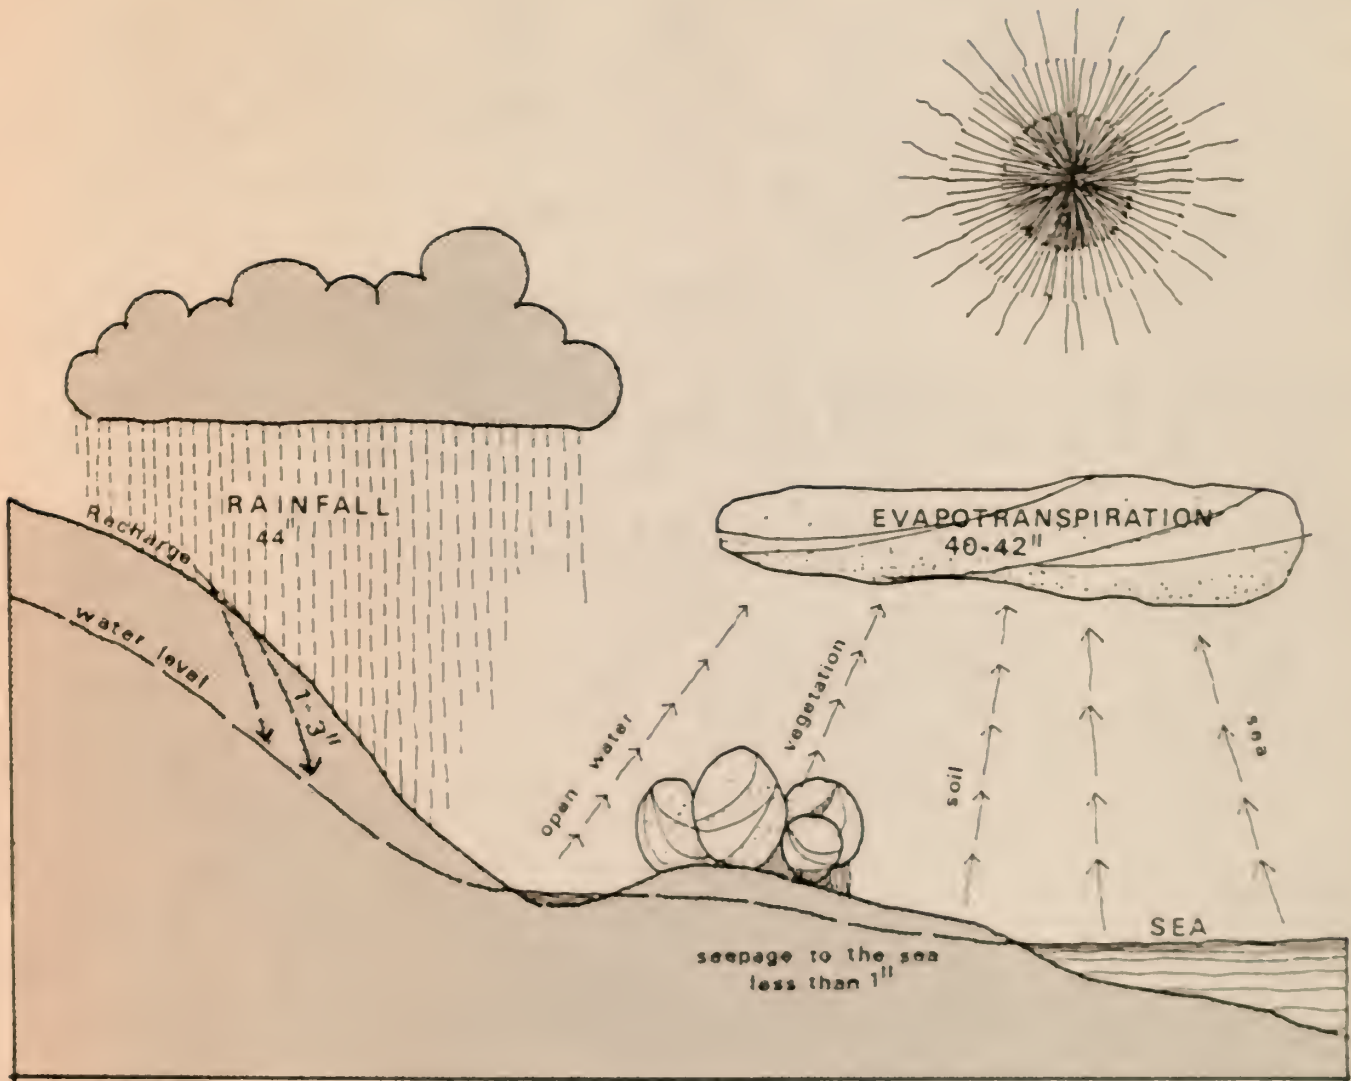 RAINFALL
44"
Recharge
water level
1-3"
EVAPOTRANSPIRATION
40-42"
open water
vegetation
soil
sea
SEA
seepage to the sea
less than 1"